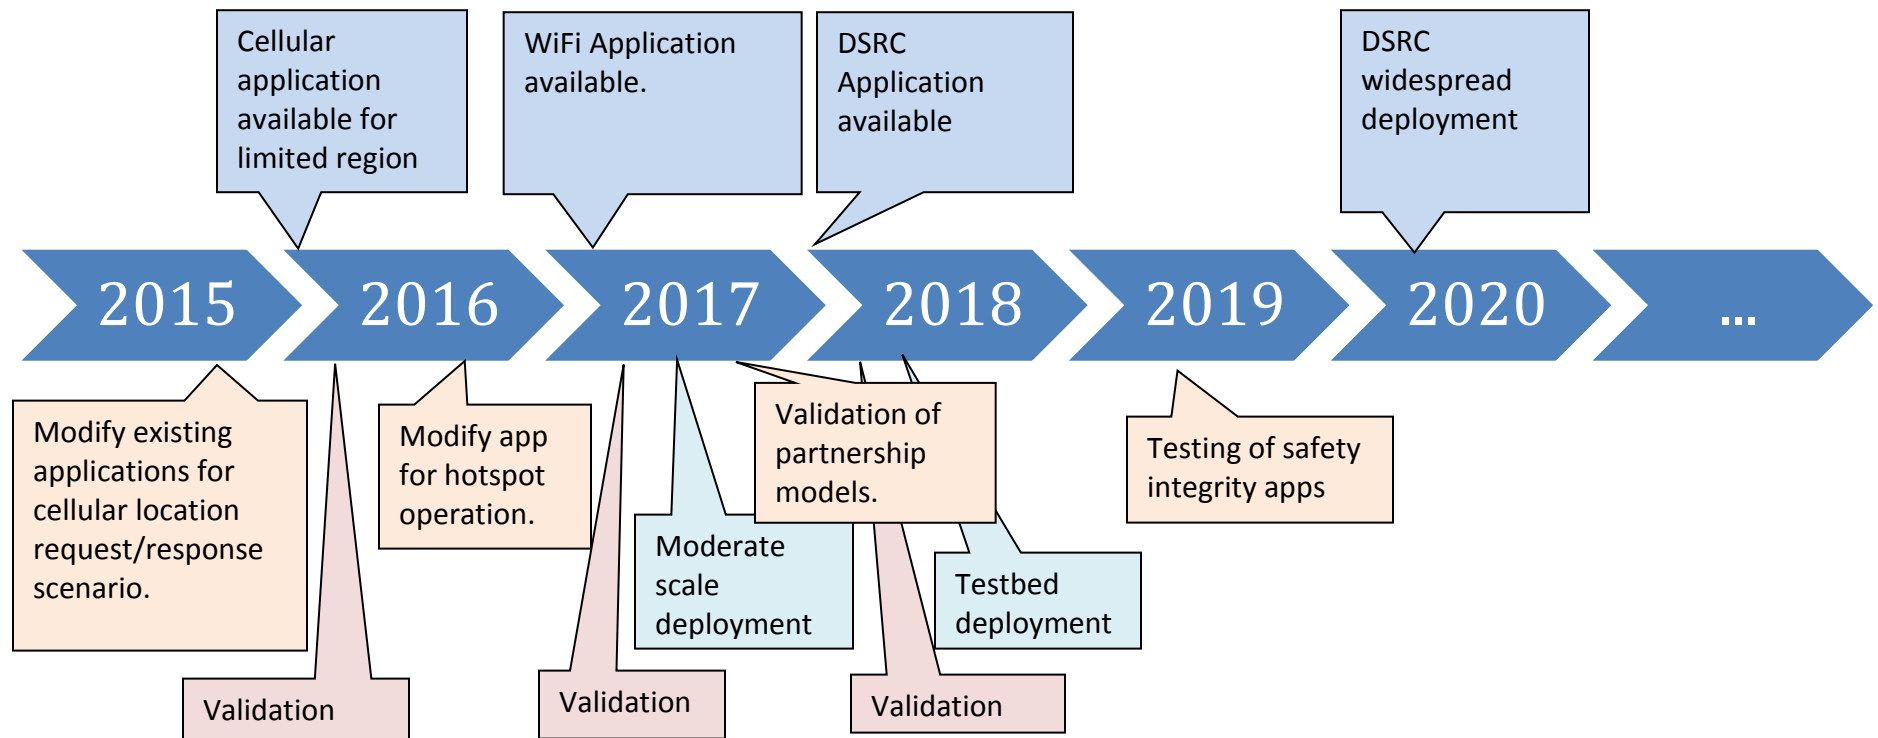 Cellular
application
available for
limited region
WiFi Application
available.
DSRC
Application
available
DSRC
widespread
deployment
2015
2016
2017
2018
2019
2020
...
Modify existing
applications for
cellular location
request/response
scenario.
Modify app
for hotspot
operation.
Validation of
partnership
models.
Testing of safety
integrity apps
Moderate
scale
deployment
Testbed
deployment
Validation
Validation
Validation